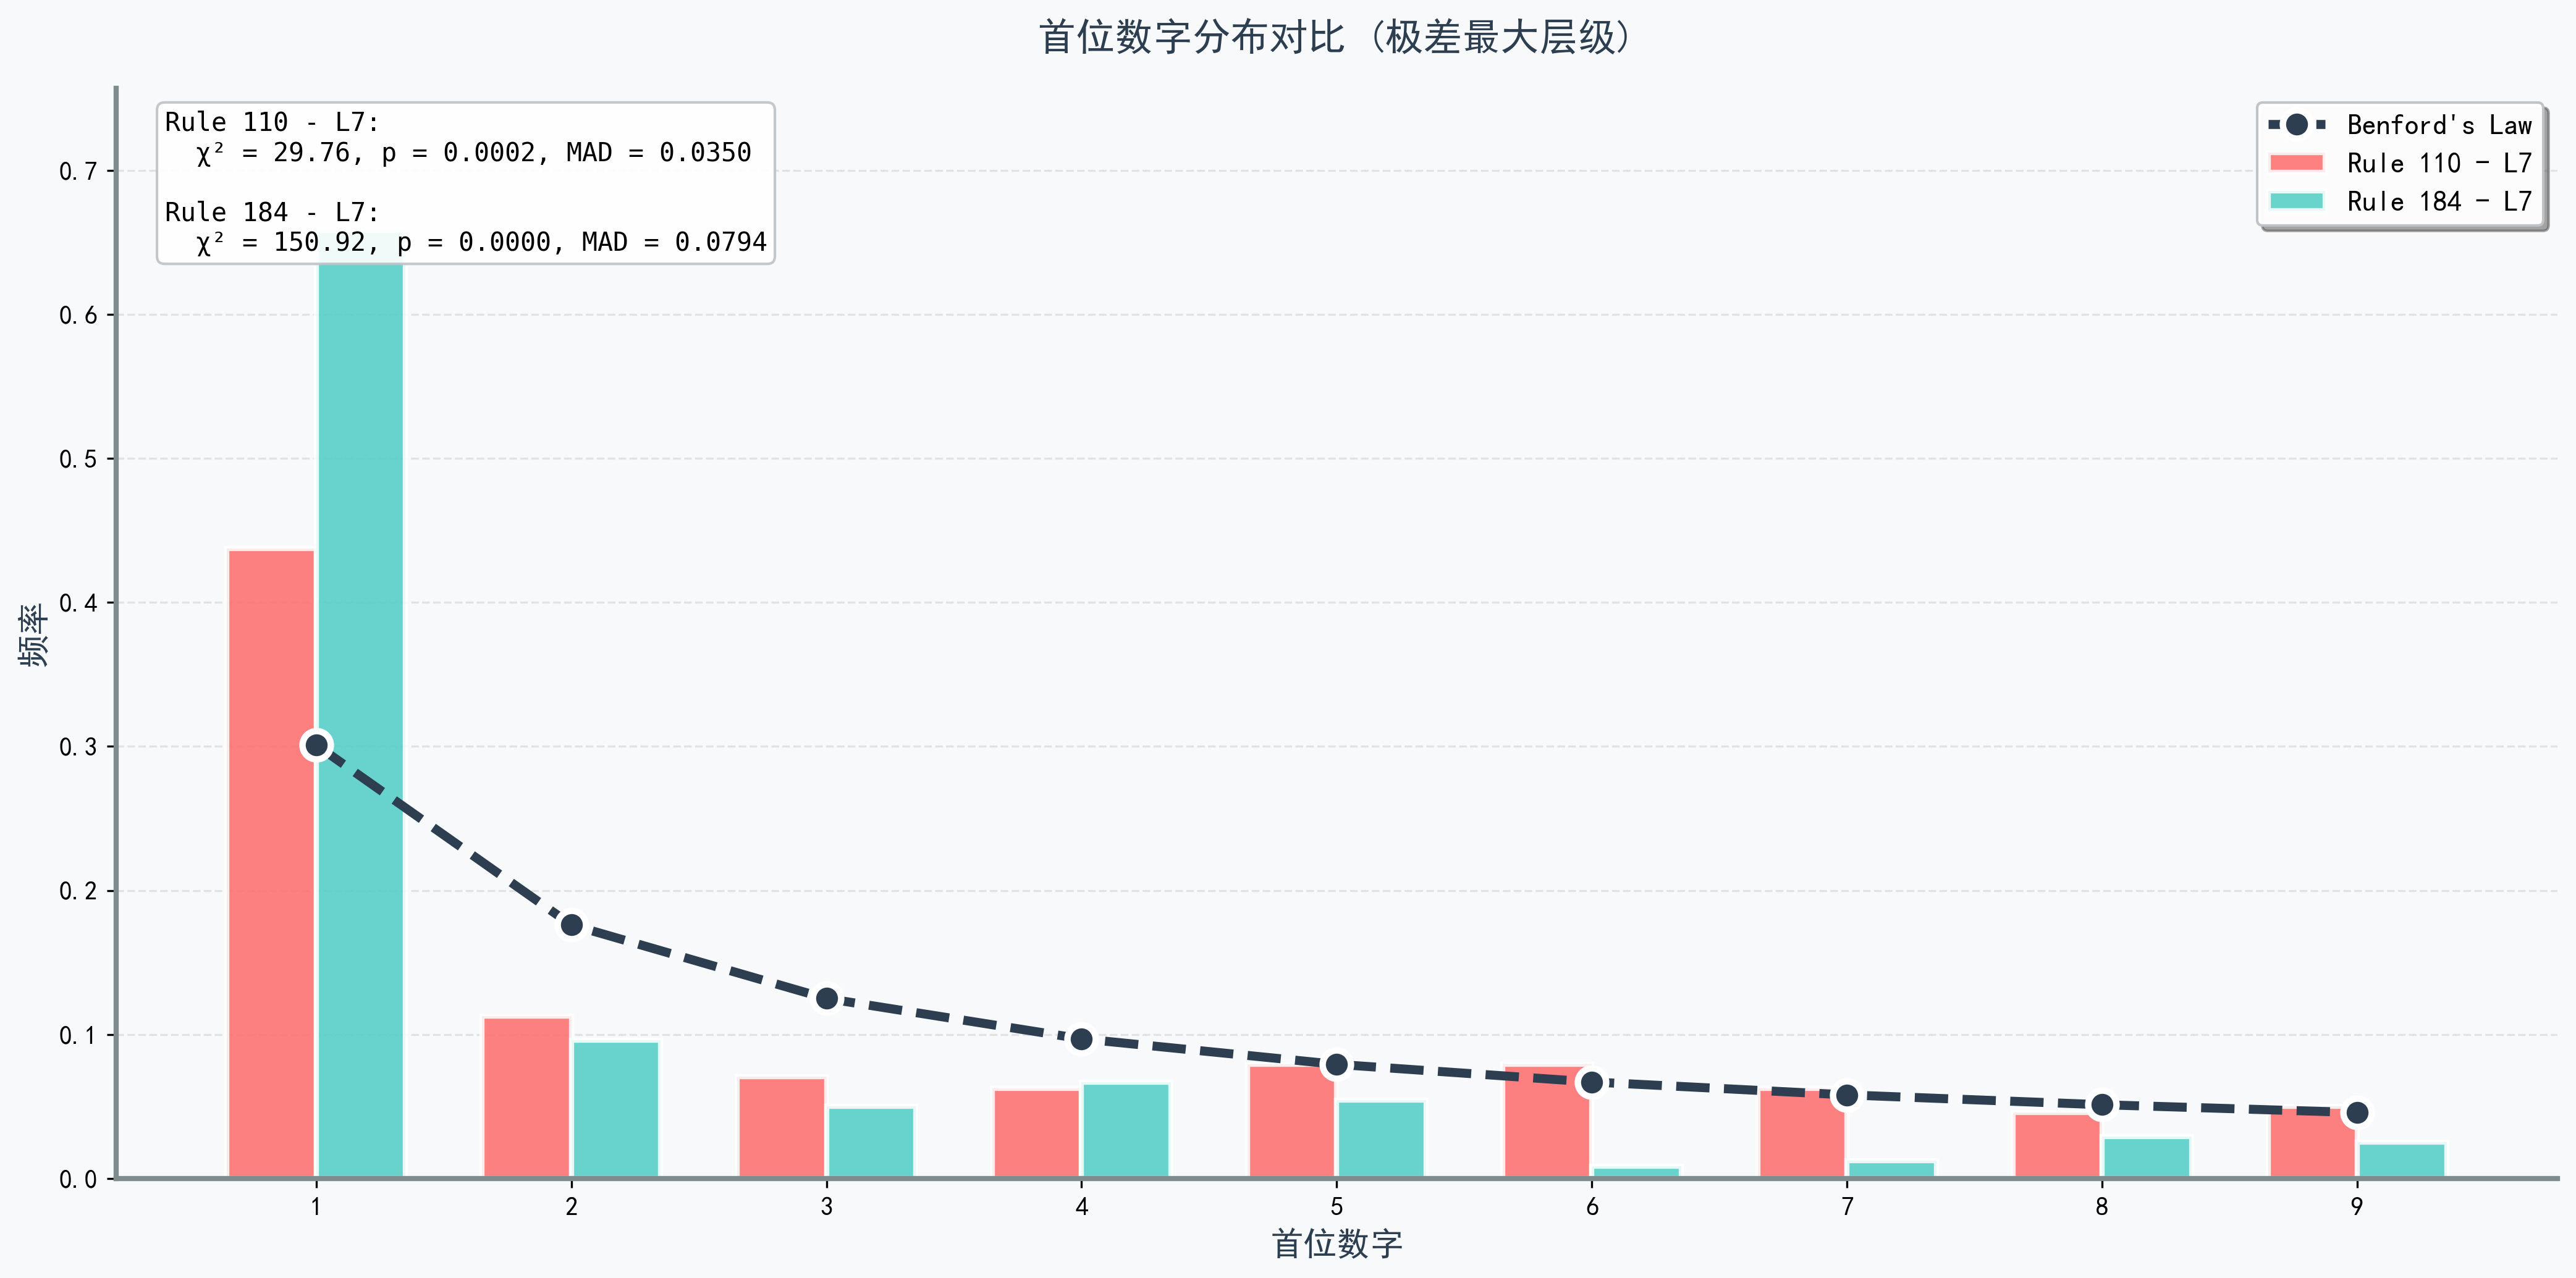 首位数字分布对比 (极差最大层级)
Rule 110 - L7:
χ² = 29.76, p = 0.0002, MAD = 0.0350
Rule 184 - L7:
χ² = 150.92, p = 0.0000, MAD = 0.0794
Benford's Law
Rule 110 - L7
Rule 184 - L7
频率
0.7
0.6
0.5
0.4
0.3
0.2
0.1
0.0
1 2 3 4 5 6 7 8 9
首位数字